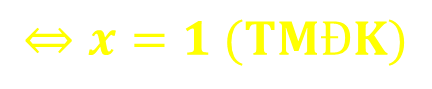 ⇔ x = 1 (TMĐK)